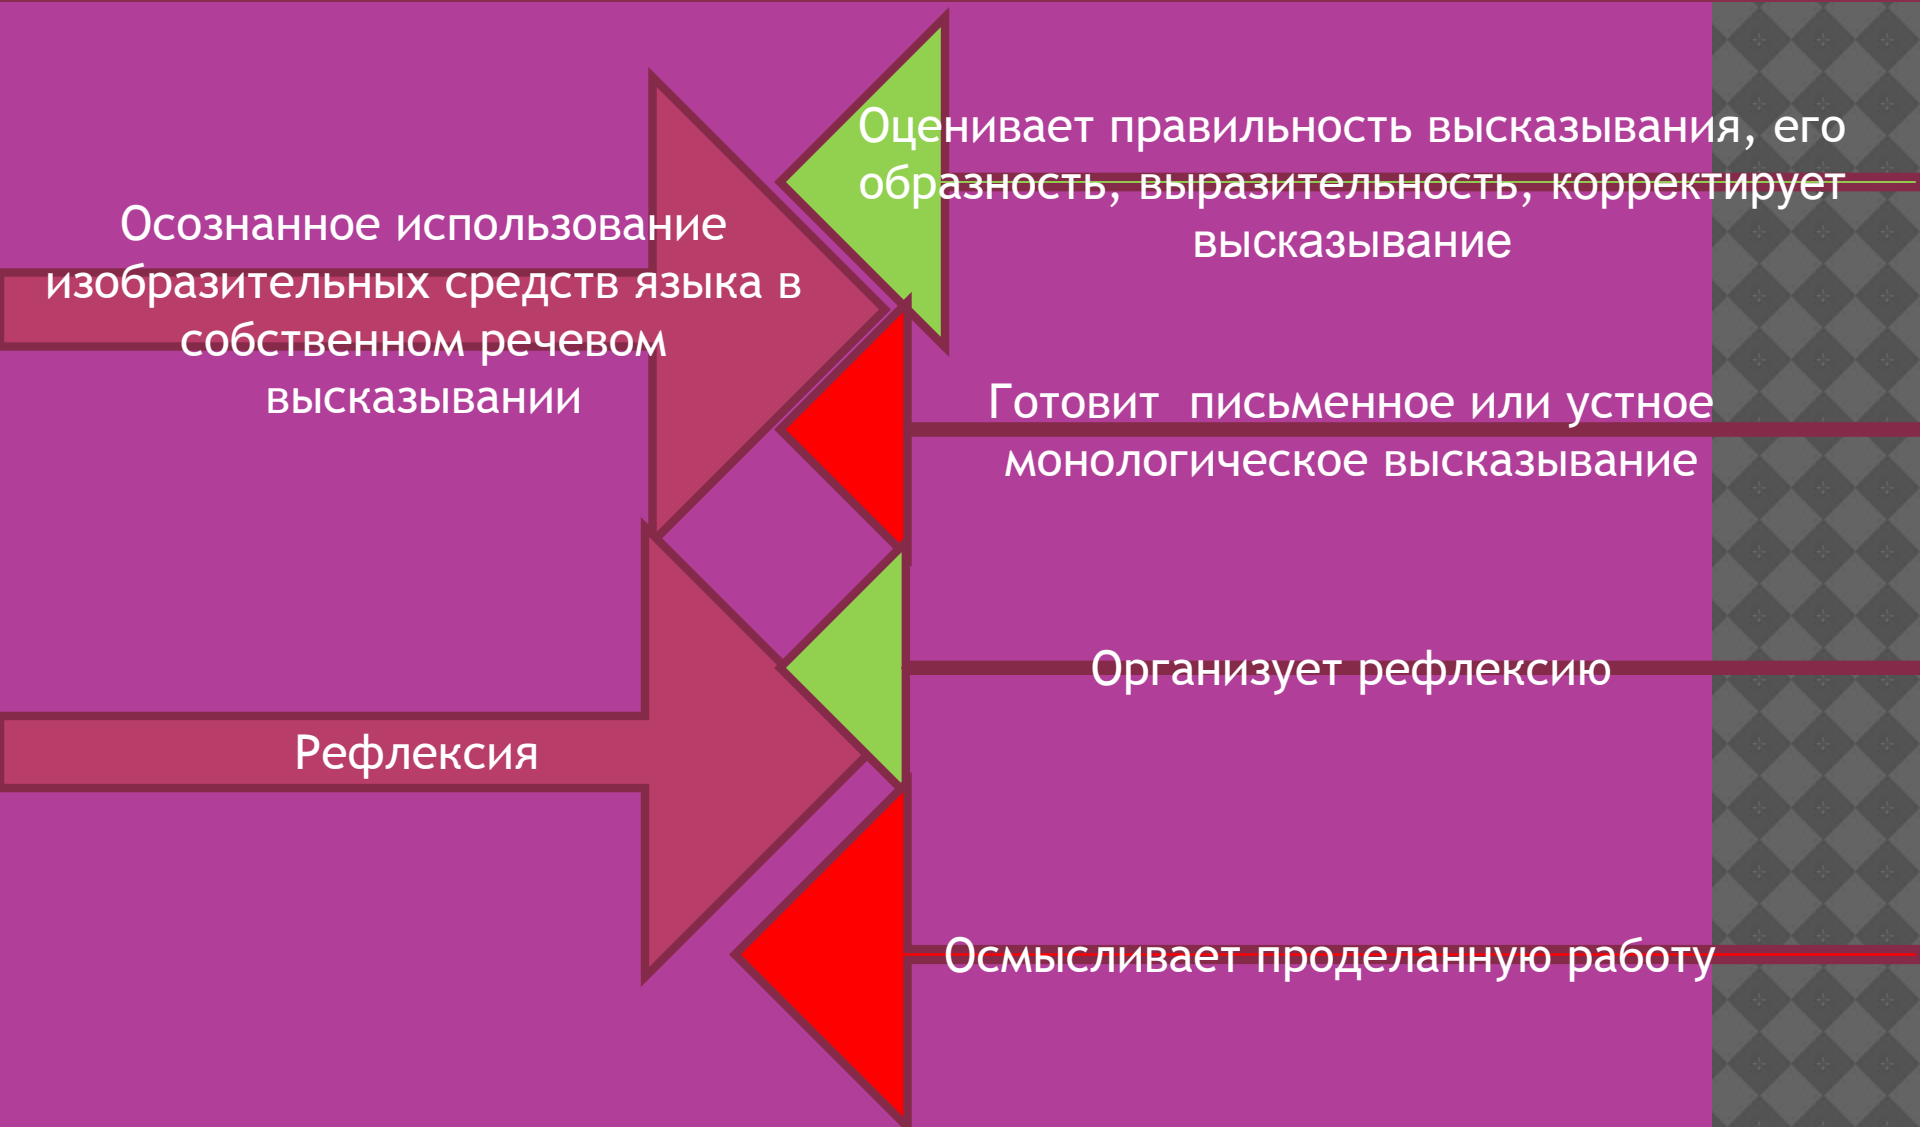 Осознанное использование
изобразительных средств языка в
собственном речевом
высказывании
Оценивает правильность высказывания, его
образность, выразительность, корректирует
высказывание
Готовит  письменное или устное
монологическое высказывание
Рефлексия
Организует рефлексию
Осмысливает проделанную работу